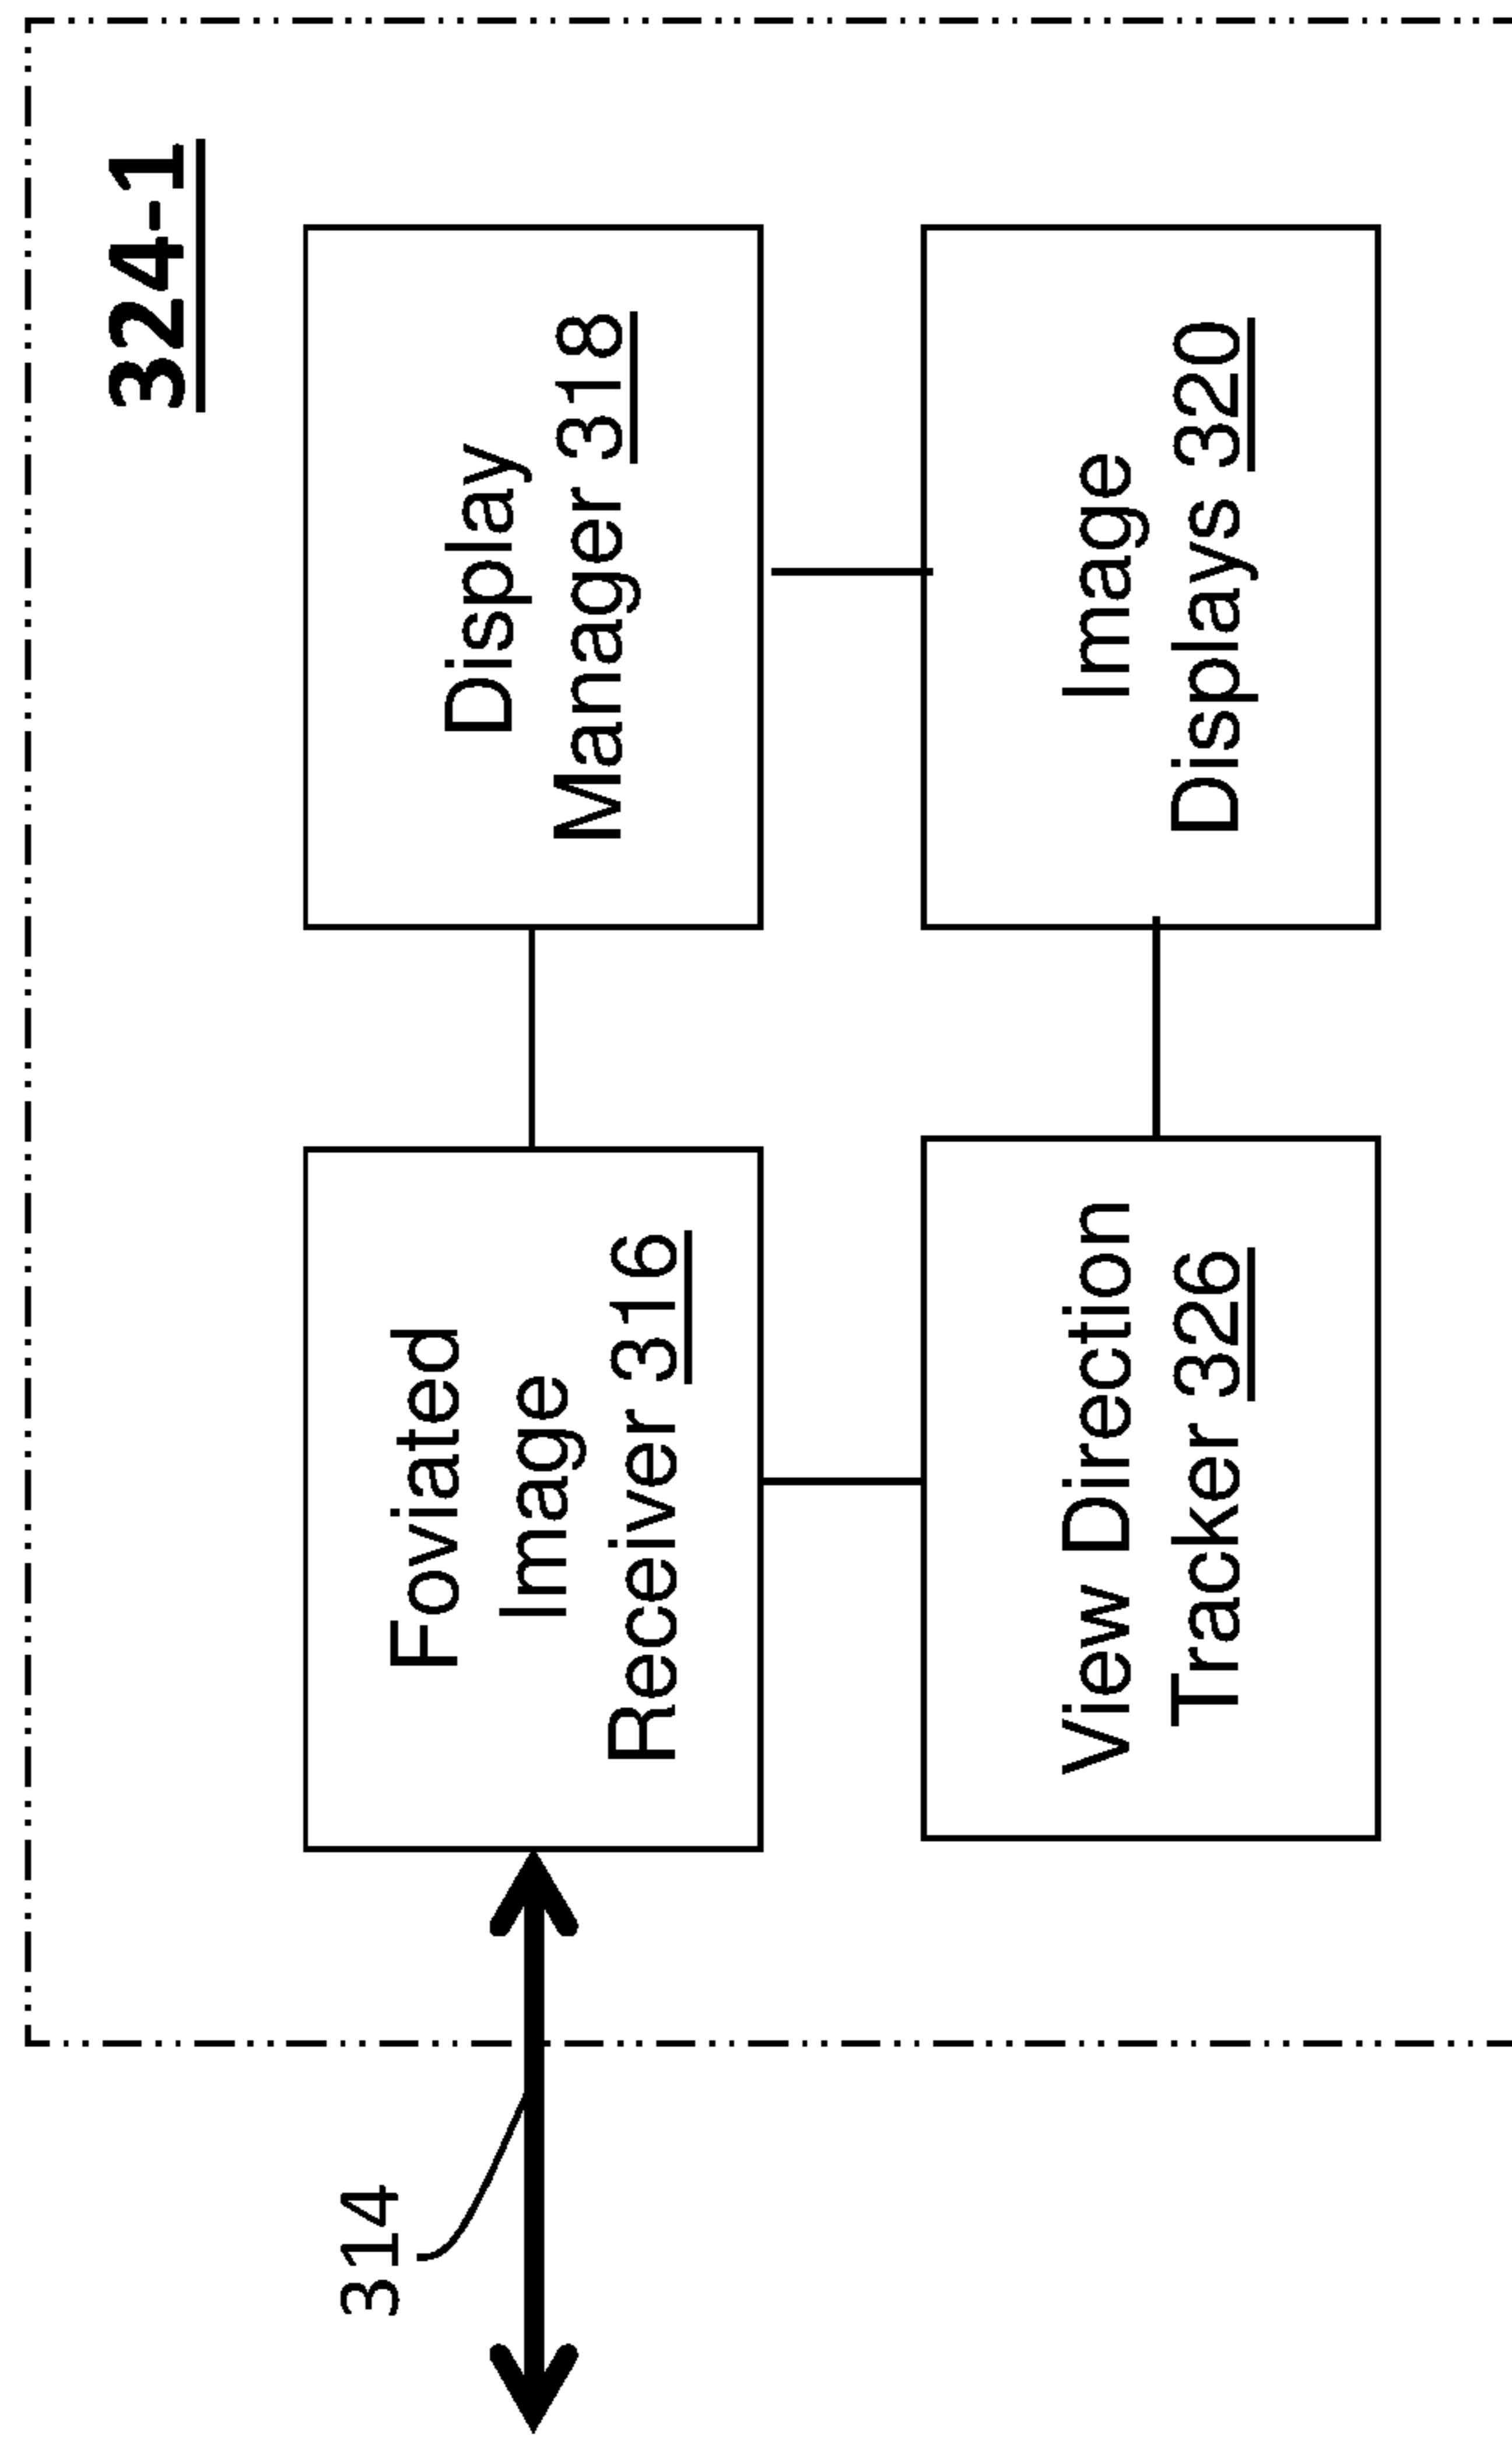 324-1
314
Foviated
Image
Receiver 316
Display
Manager 318
View Direction
Tracker 326
Image
Displays 320